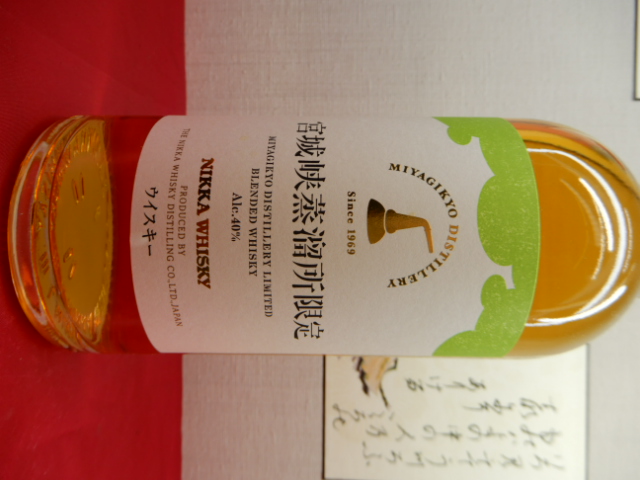 MIYAGIKYO DISTILLERY
Since 1969
宮城峡蒸溜所限定
MIYAGIKYO DISTILLERY LIMITED
BLENDED WHISKY
Alc.40%
NIKKA WHISKY
PRODUCED BY
THE NIKKA WHISKY DISTILLING CO.,LTD.,JAPAN
ウイスキー